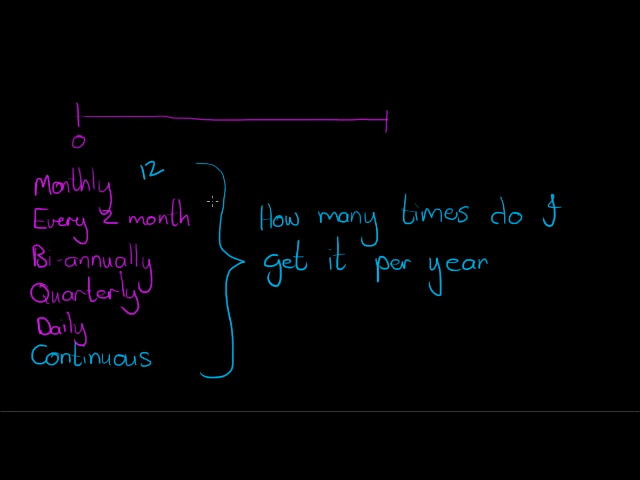 0
Monthly 12
Every 2 month
Bi-annually
Quarterly
Daily
Continuous
How many times do I
get it per year